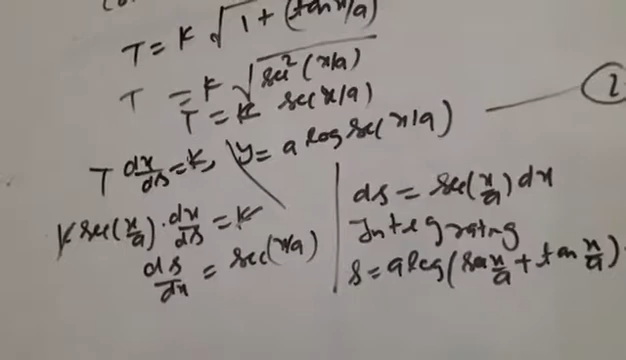 T = K √1 + (tan x/a)
T = K √sec² (x/a)
T = K sec (x/a)
y = a log sec (x/a) — 2
T dx/ds = K,
K sec(x/a) · dx/ds = K
ds/dx = sec(x/a)
ds = sec(x/a) dx
Integrating
s = a log (sec x/a + tan x/a)